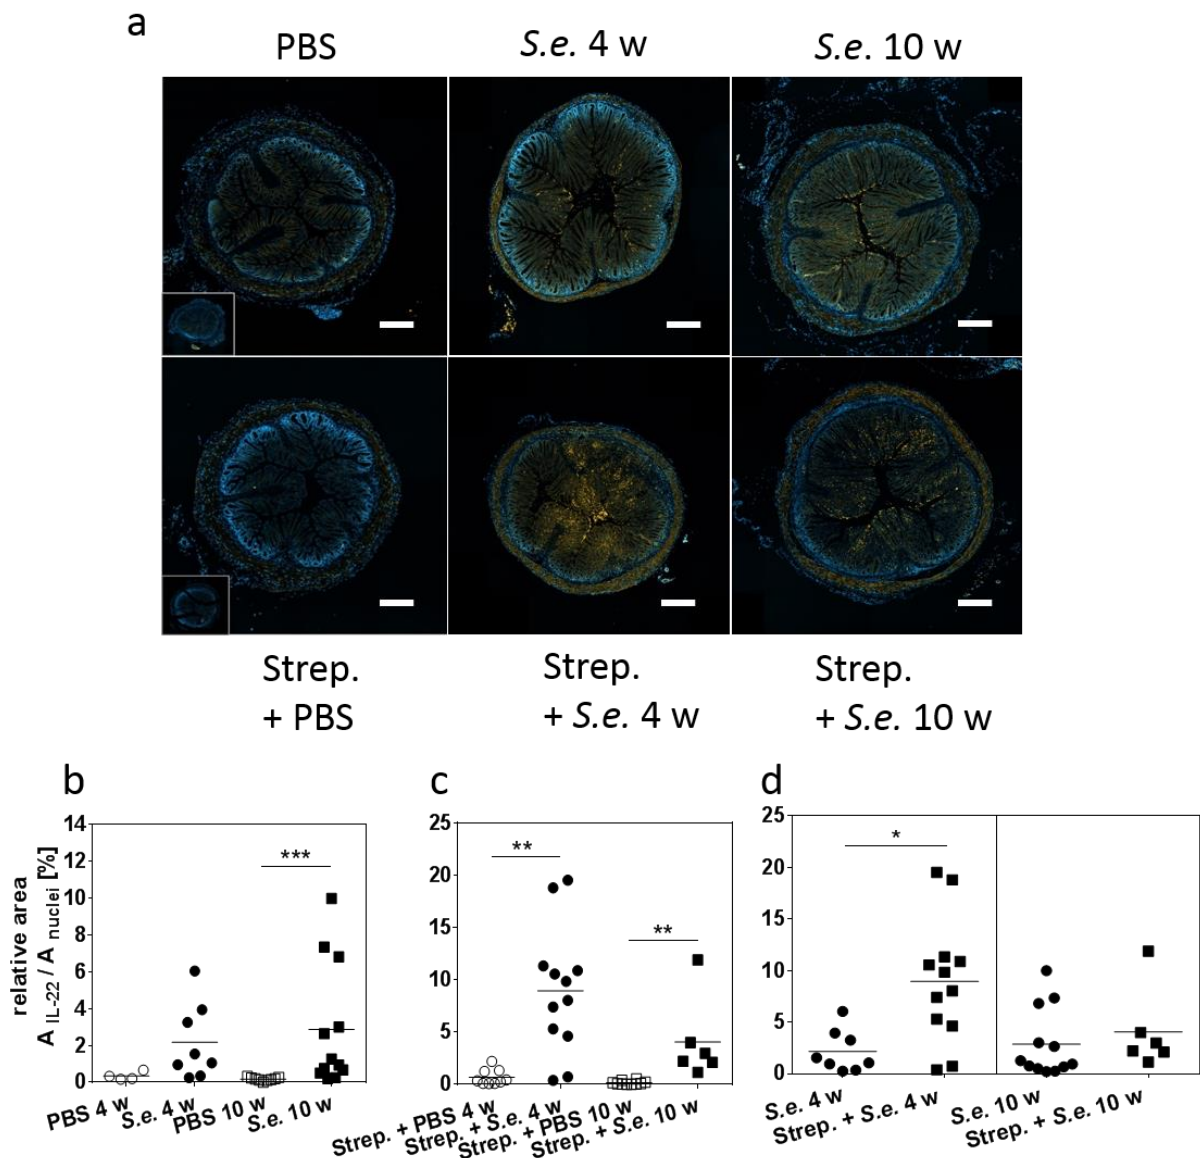 a
PBS
S.e. 4 w
S.e. 10 w
Strep.
+ PBS
Strep.
+ S.e. 4 w
Strep.
+ S.e. 10 w
b
relative area
A IL-22 / A nuclei [%]
14
12
10
8
6
4
2
0
***
PBS 4 w
S.e. 4 w
PBS 10 w
S.e. 10 w
c
25
20
15
10
5
0
**
**
Strep. + PBS 4 w
Strep. + S.e. 4 w
Strep. + PBS 10 w
Strep. + S.e. 10 w
d
25
20
15
10
5
0
*
S.e. 4 w
Strep. + S.e. 4 w
S.e. 10 w
Strep. + S.e. 10 w